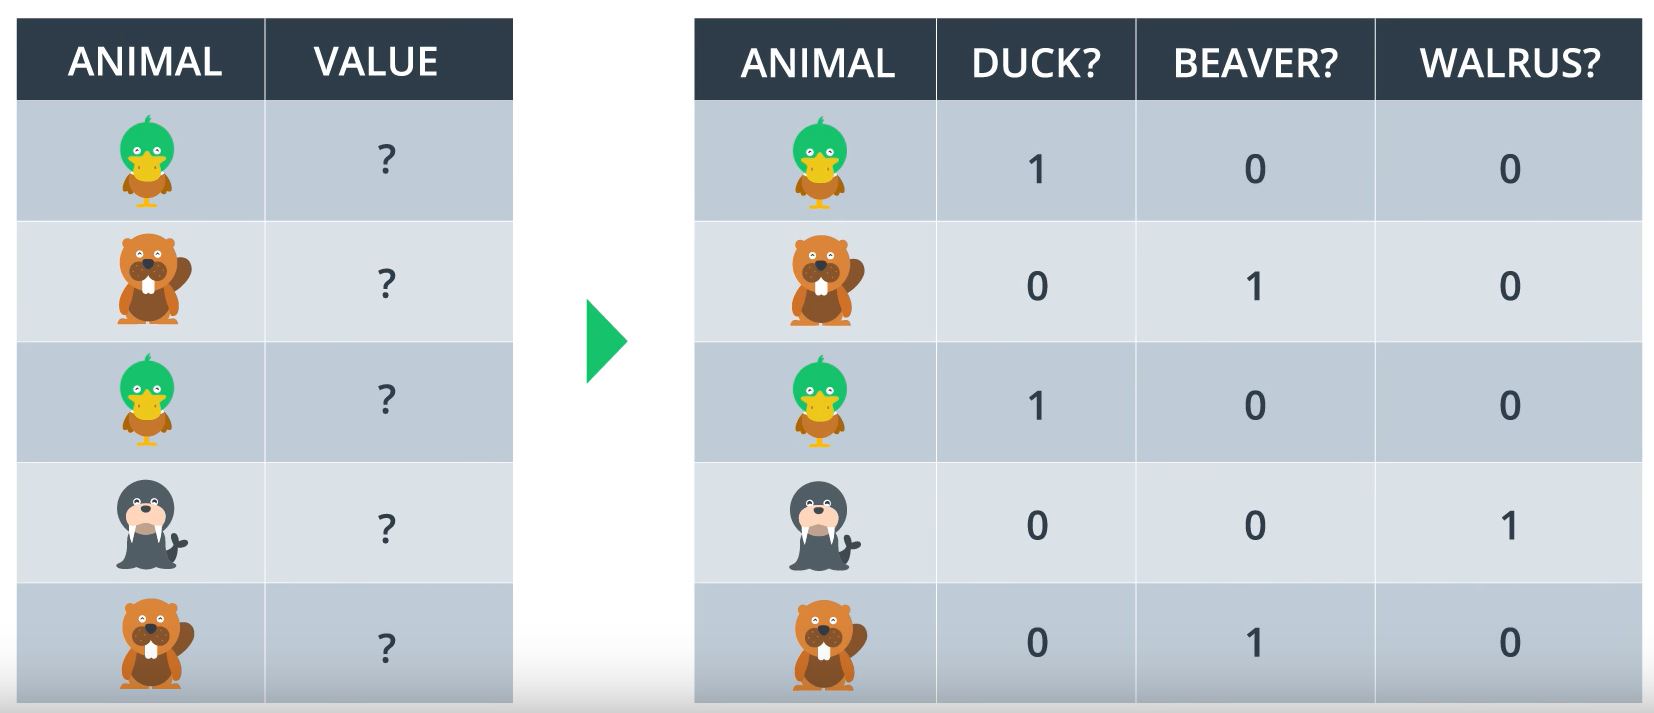 ANIMAL VALUE
?
?
?
?
?
ANIMAL DUCK? BEAVER? WALRUS?
1 0 0
0 1 0
1 0 0
0 0 1
0 1 0